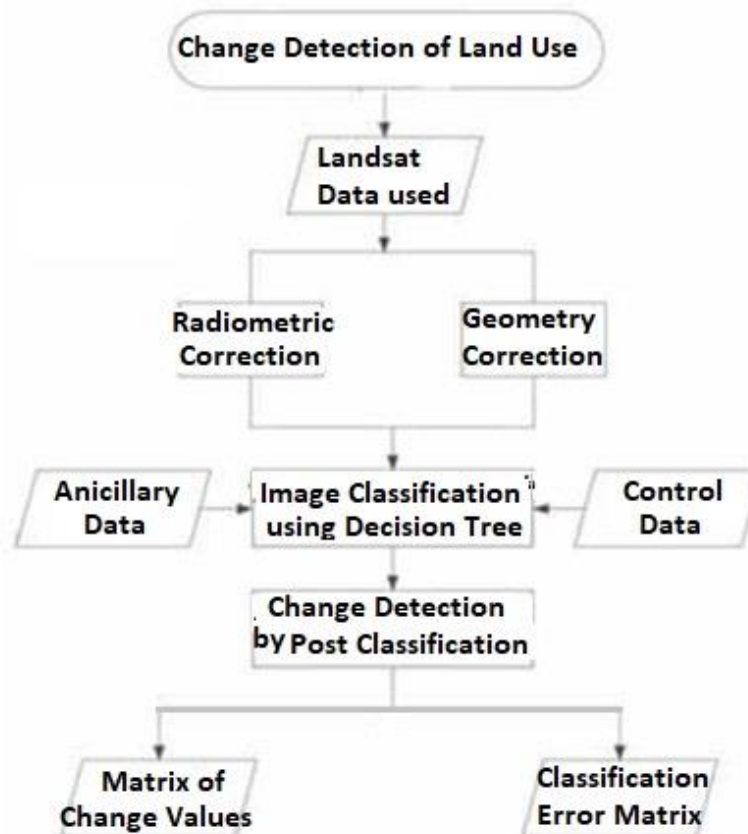 Change Detection of Land Use
Landsat
Data used
Radiometric
Correction
Geometry
Correction
Anicillary
Data
Image Classification
using Decision Tree
Control
Data
Change Detection
by Post Classification
Matrix of
Change Values
Classification
Error Matrix